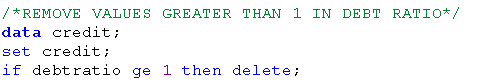 /*REMOVE VALUES GREATER THAN 1 IN DEBT RATIO*/
data credit;
set credit;
if debtratio ge 1 then delete;